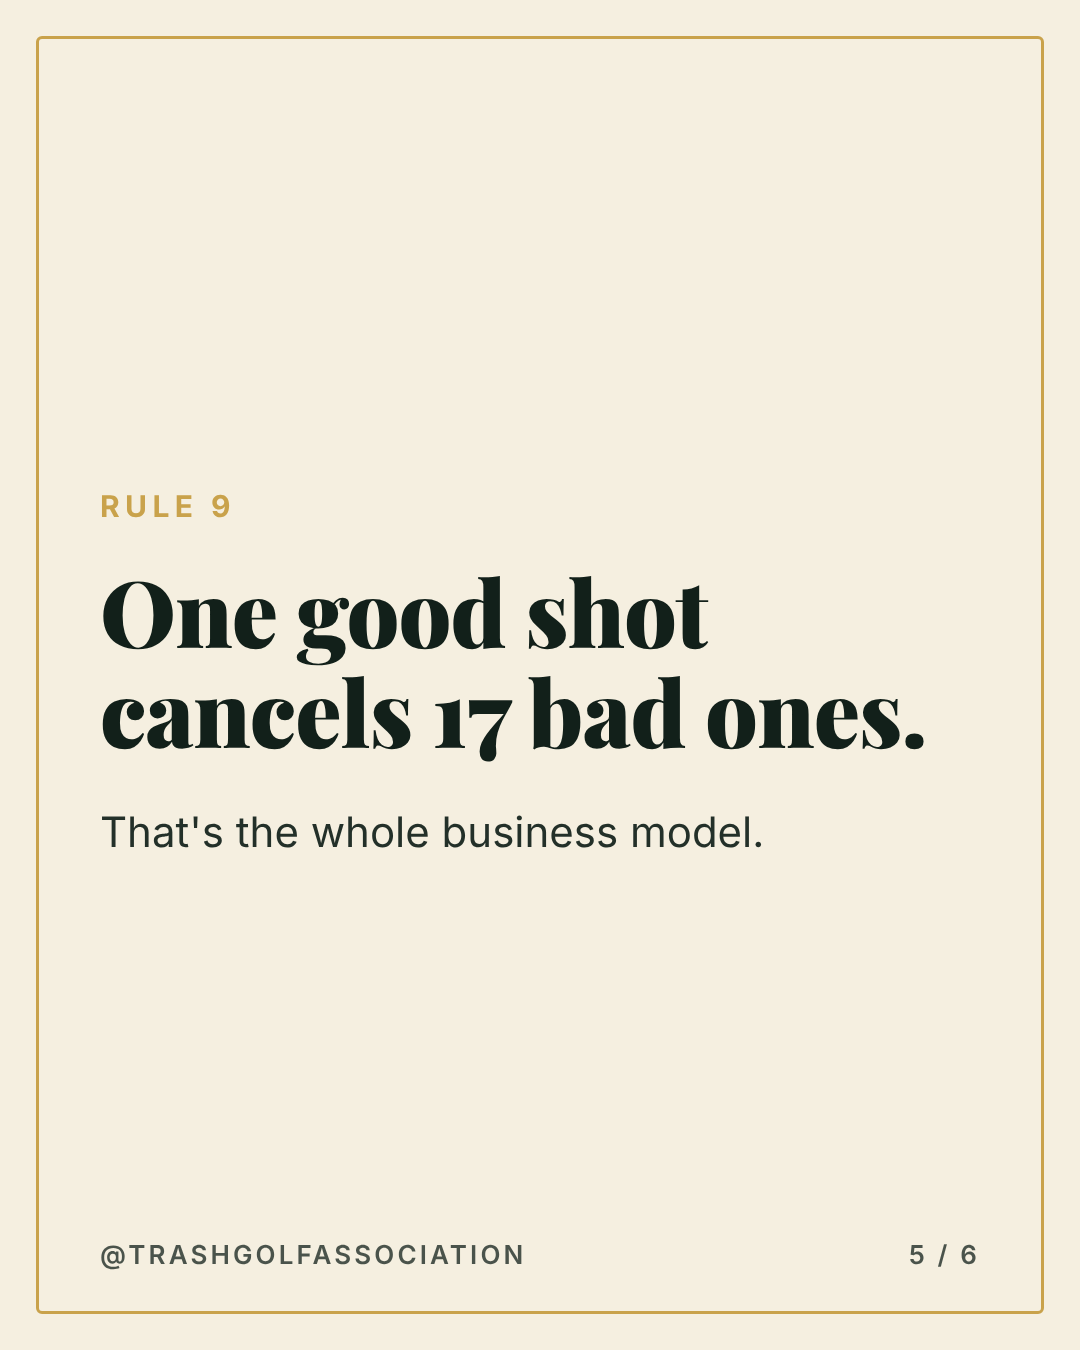 RULE 9
One good shot
cancels 17 bad ones.
That's the whole business model.
@TRASHGOLFASSOCIATION
5 / 6